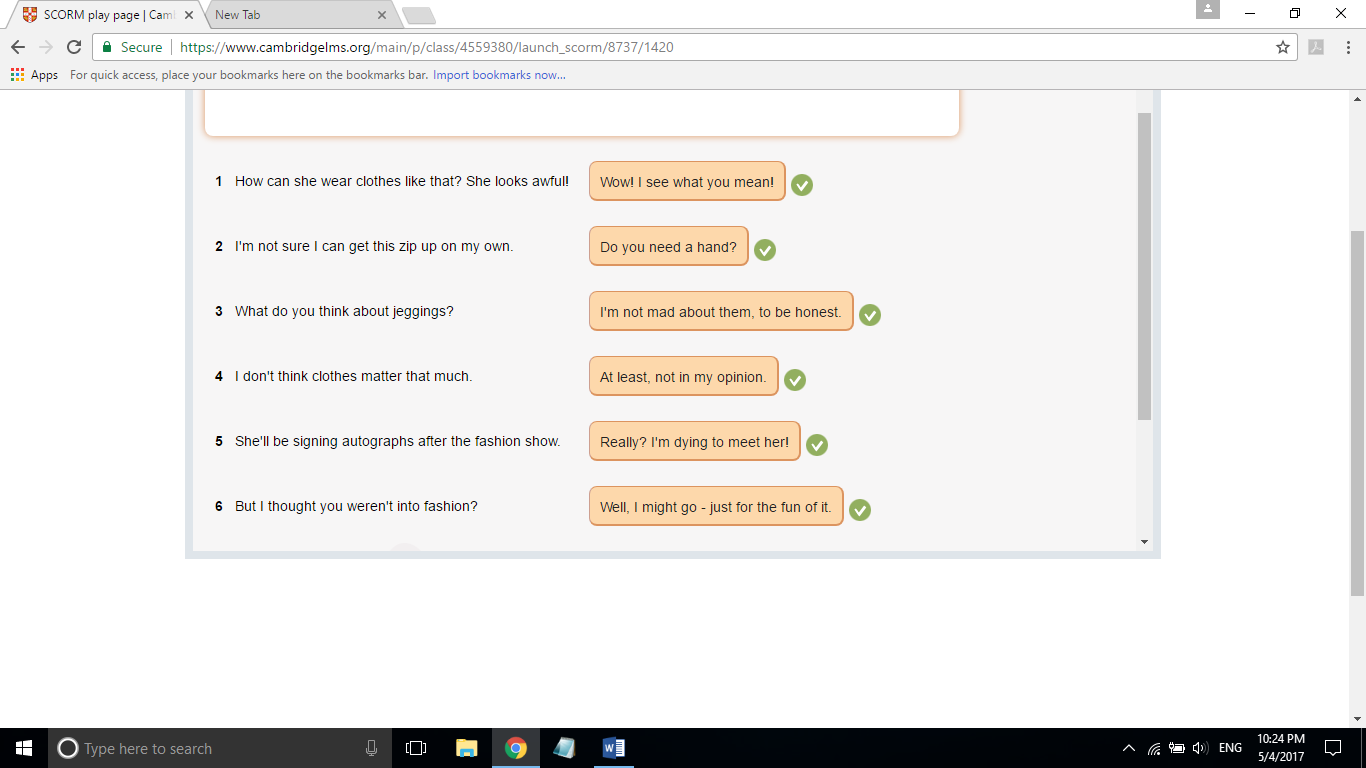 SCORM play page | Cam
New Tab
Secure https://www.cambridgelms.org/main/p/class/4559380/launch_scorm/8737/1420
Apps For quick access, place your bookmarks here on the bookmarks bar. Import bookmarks now...
1 How can she wear clothes like that? She looks awful! Wow! I see what you mean!
2 I'm not sure I can get this zip up on my own. Do you need a hand?
3 What do you think about jeggings? I'm not mad about them, to be honest.
4 I don't think clothes matter that much. At least, not in my opinion.
5 She'll be signing autographs after the fashion show. Really? I'm dying to meet her!
6 But I thought you weren't into fashion? Well, I might go - just for the fun of it.
Type here to search
W
ENG
10:24 PM
5/4/2017